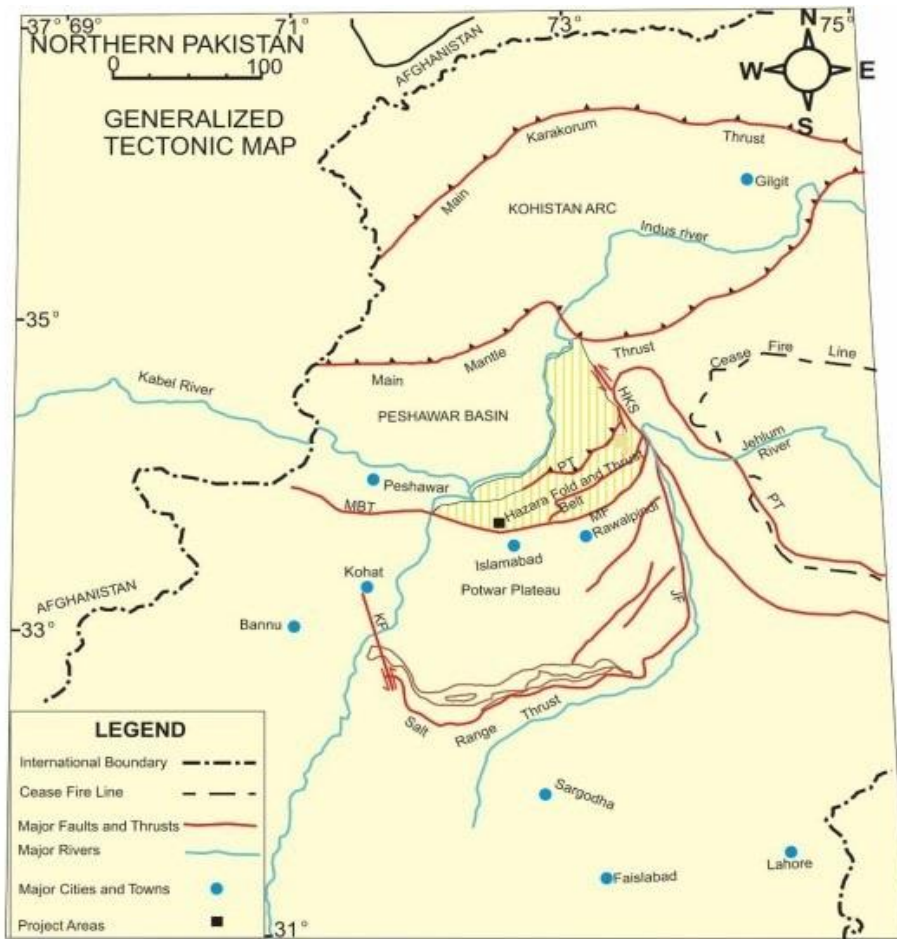 37° 69
71
73
75°
NORTHERN PAKISTAN
0 100
GENERALIZED
TECTONIC MAP
AFGHANISTAN
N
W E
S
Main Karakorum Thrust
Gilgit
KOHISTAN ARC
Indus river
35°
Main Mantle Thrust
Cease Fire Line
Kabel River
PESHAWAR BASIN
HKS
Jehlum
River
PT
Peshawar
PT
Hazara Fold and Thrust
Belt
MBT
MF
Rawalpindi
Islamabad
Kohat
Potwar Plateau
JF
AFGHANISTAN
Bannu
KF
33°
Salt Range Thrust
LEGEND
International Boundary
Cease Fire Line
Major Faults and Thrusts
Major Rivers
Major Cities and Towns
Project Areas
Sargodha
Lahore
Faislabad
31°